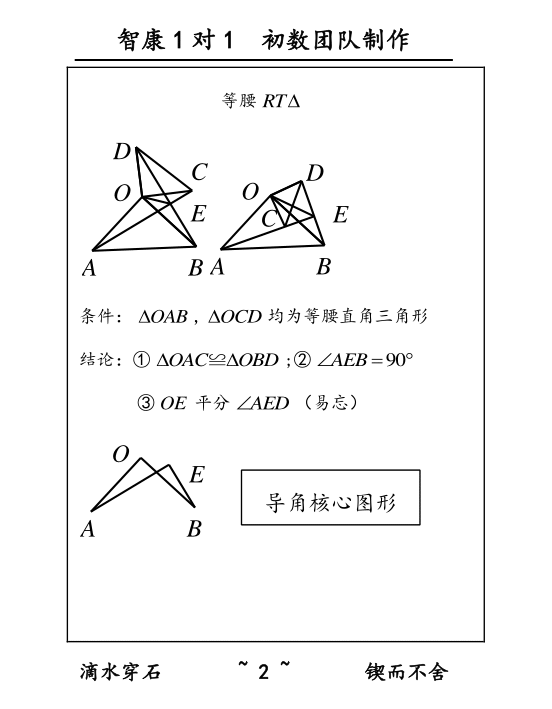 智康 1 对 1 初数团队制作
等腰 RTΔ
D
C
O
E
A
B
D
O
C
E
A
B
条件： ΔOAB ， ΔOCD 均为等腰直角三角形
结论：① ΔOAC≌ΔOBD ；② ∠AEB=90°
③ OE 平分 ∠AED （易忘）
O
E
A
B
导角核心图形
滴水穿石 ~ 2 ~ 锲而不舍